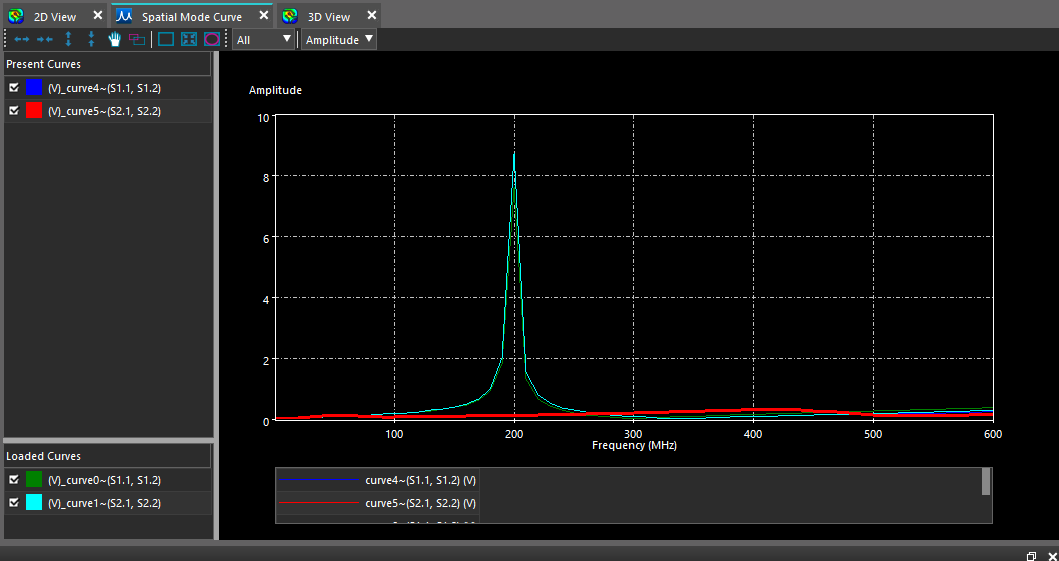 2D View
Spatial Mode Curve
3D View
All
Amplitude
Present Curves
(V)_curve4~(S1.1, S1.2)
(V)_curve5~(S2.1, S2.2)
Loaded Curves
(V)_curve0~(S1.1, S1.2)
(V)_curve1~(S2.1, S2.2)
Amplitude
10
8
6
4
2
0
100
200
300
400
500
600
Frequency (MHz)
curve4~(S1.1, S1.2) (V)
curve5~(S2.1, S2.2) (V)